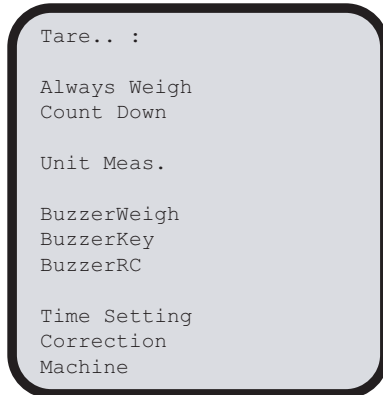 Tare.. :
Always Weigh
Count Down
Unit Meas.
BuzzerWeigh
BuzzerKey
BuzzerRC
Time Setting
Correction
Machine